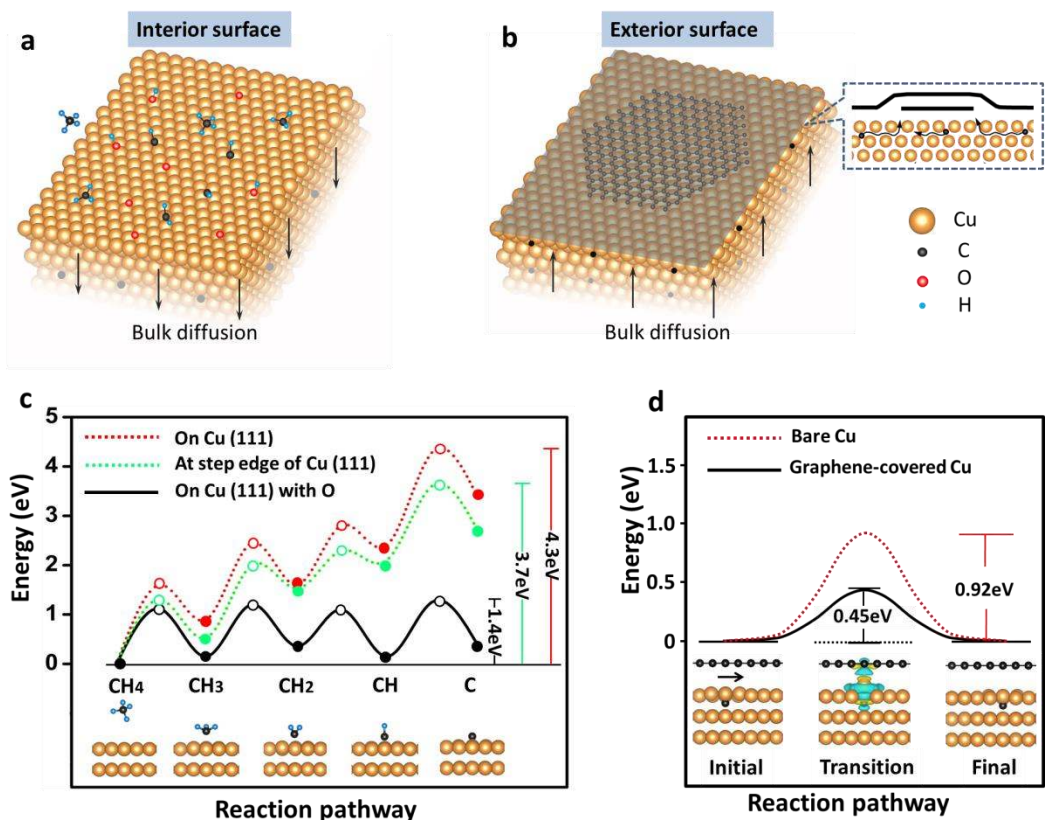 a
Interior surface
Bulk diffusion
b
Exterior surface
Bulk diffusion
Cu
C
O
H
c
Energy (eV)
5
4
3
2
1
0
On Cu (111)
At step edge of Cu (111)
On Cu (111) with O
1.4eV
3.7eV
4.3eV
CH4
CH3
CH2
CH
C
Reaction pathway
d
Energy (eV)
1.5
1.0
0.5
0
Bare Cu
Graphene-covered Cu
0.45eV
0.92eV
Initial
Transition
Final
Reaction pathway